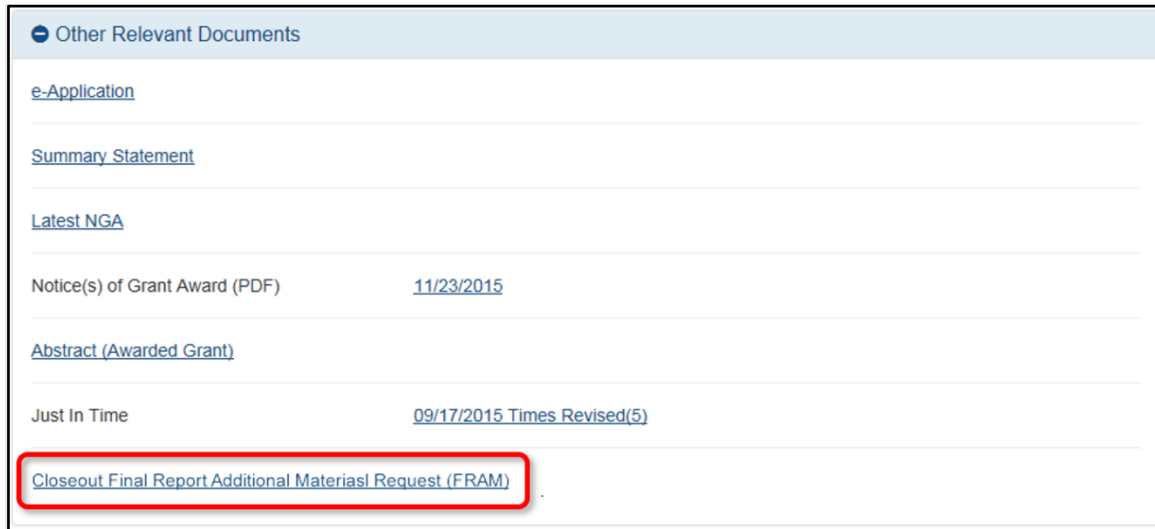 Other Relevant Documents
e-Application
Summary Statement
Latest NGA
Notice(s) of Grant Award (PDF) 11/23/2015
Abstract (Awarded Grant)
Just In Time 09/17/2015 Times Revised(5)
Closeout Final Report Additional Materiasl Request (FRAM) .